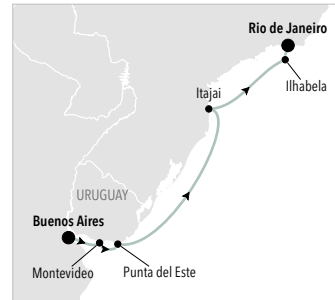 Rio de Janeiro
Itajai
Ilhabela
URUGUAY
Buenos Aires
Montevideo
Punta del Este